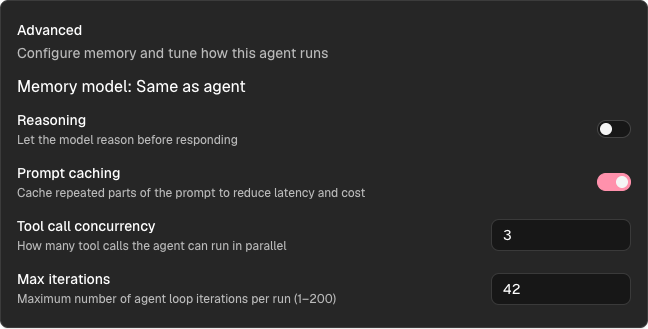 Advanced
Configure memory and tune how this agent runs
Memory model: Same as agent
Reasoning
Let the model reason before responding
Prompt caching
Cache repeated parts of the prompt to reduce latency and cost
Tool call concurrency
How many tool calls the agent can run in parallel
3
Max iterations
Maximum number of agent loop iterations per run (1–200)
42